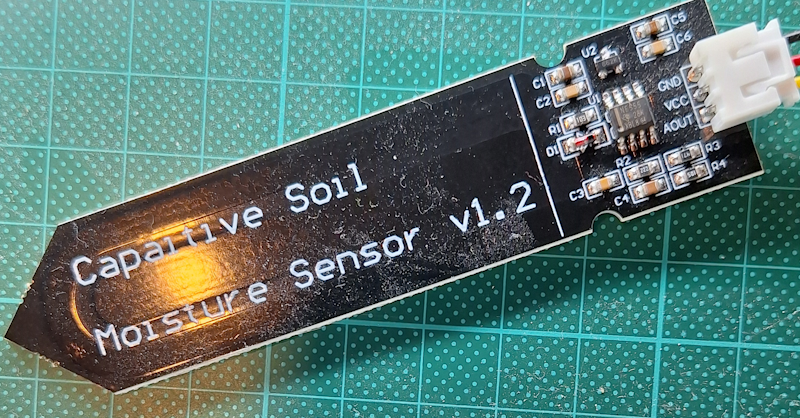 Capaitive Soil
Moisture Sensor v1.2
C1
C2
R1
D1
U2
U1
C5
C6
GND
VCC
AOUT
R2
R3
R4
C3
C4